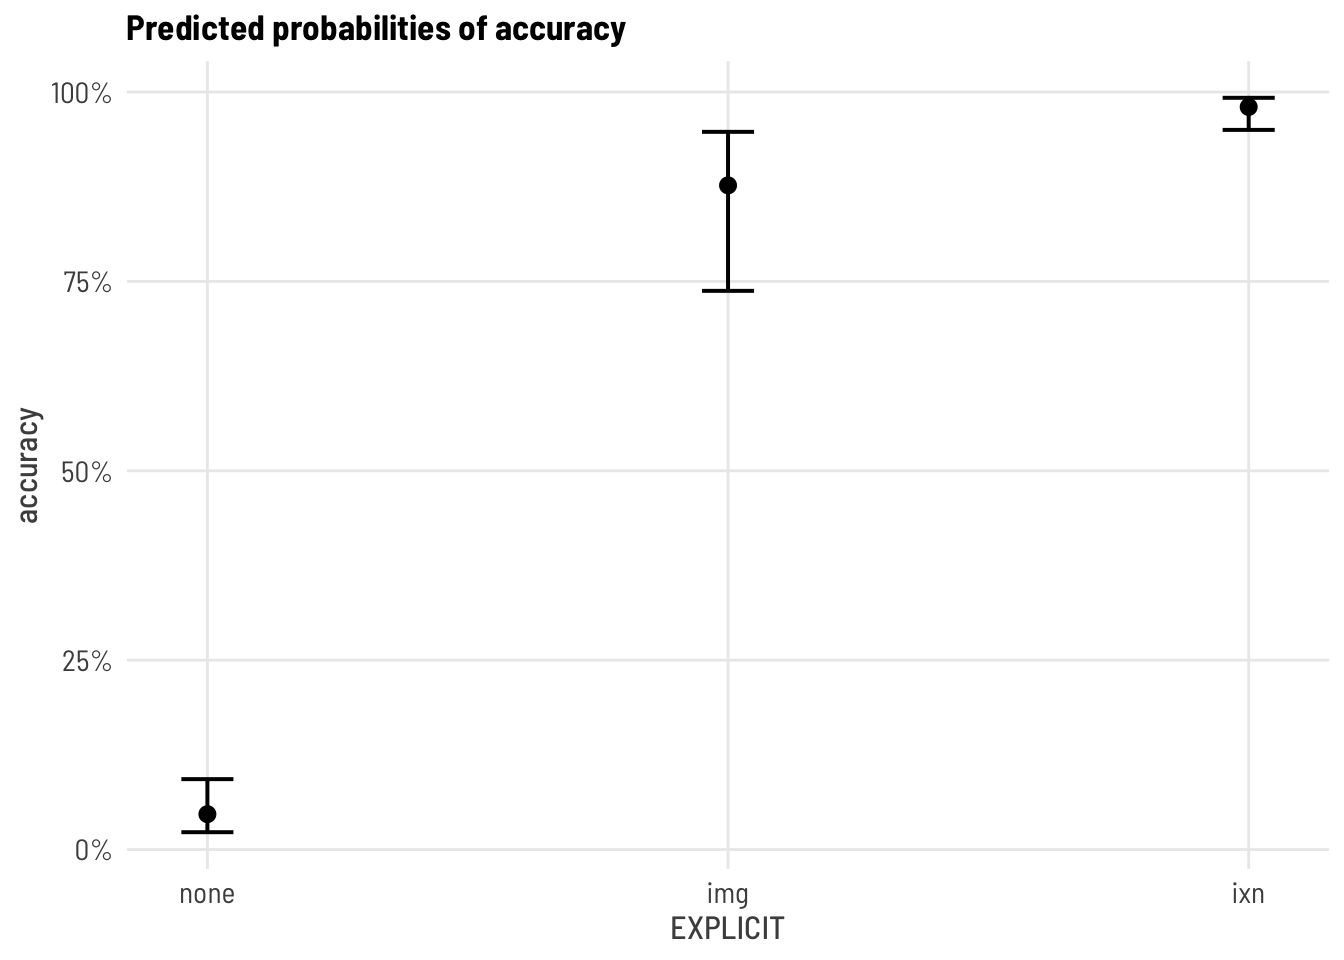 Predicted probabilities of accuracy
100%
75%
50%
25%
0%
accuracy
none img ixn
EXPLICIT